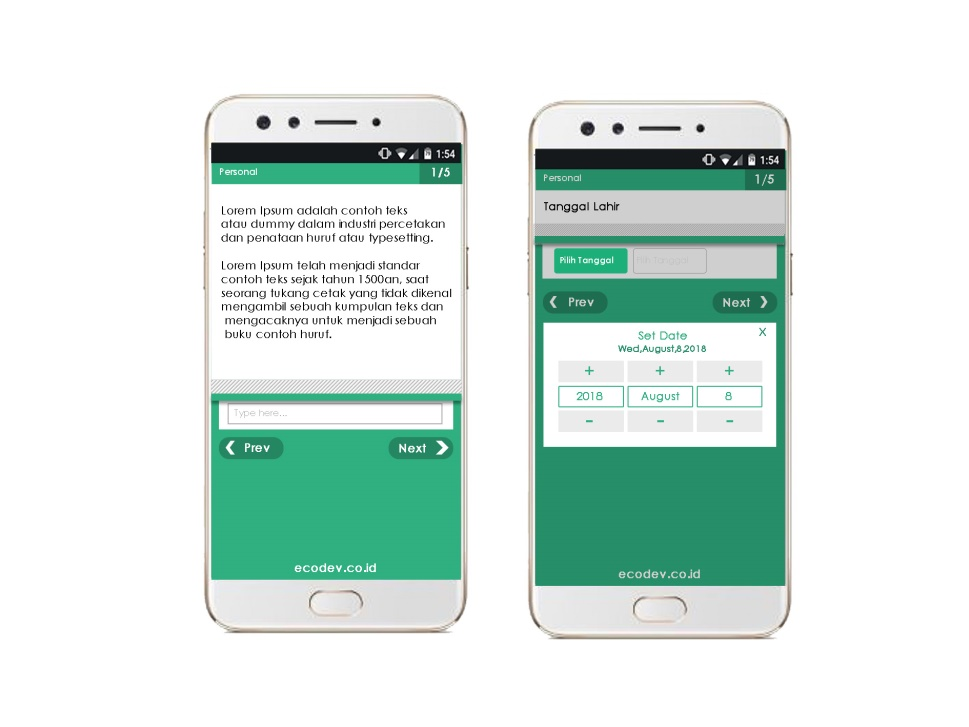 1:54
Personal
1/5
Lorem Ipsum adalah contoh teks
atau dummy dalam industri percetakan
dan penataan huruf atau typesetting.
Lorem Ipsum telah menjadi standar
contoh teks sejak tahun 1500an, saat
seorang tukang cetak yang tidak dikenal
mengambil sebuah kumpulan teks dan
mengacaknya untuk menjadi sebuah
buku contoh huruf.
Type here...
Prev
Next
ecodev.co.id
1:54
Personal
1/5
Tanggal Lahir
Pilih Tanggal
Pilih Tanggal
Prev
Next
X
Set Date
Wed,August,8,2018
+ + +
2018 August 8
- - -
ecodev.co.id